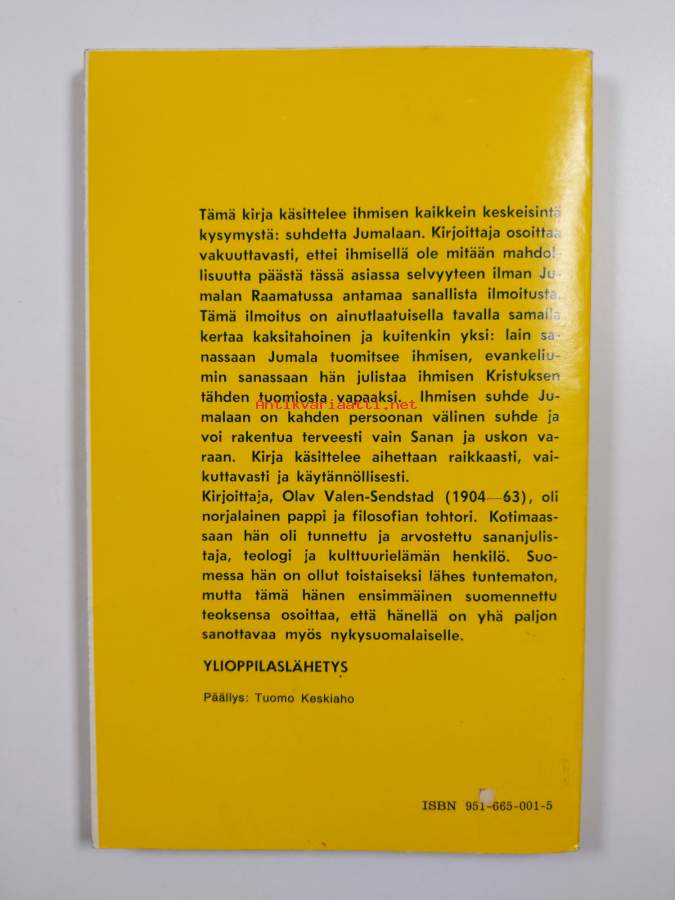 Tämä kirja käsittelee ihmisen kaikkein keskeisintä
kysymystä: suhdetta Jumalaan. Kirjoittaja osoittaa
vakuuttavasti, ettei ihmisellä ole mitään mahdol-
lisuutta päästä tässä asiassa selvyyteen ilman Ju-
malan Raamatussa antamaa sanallista ilmoitusta.
Tämä ilmoitus on ainutlaatuisella tavalla samalla
kertaa kaksitahoinen ja kuitenkin yksi: lain sa-
nassaan Jumala tuomitsee ihmisen, evankeliu-
min sanassaan hän julistaa ihmisen Kristuksen
tähden tuomiosta vapaaksi. Ihmisen suhde Ju-
Antikvariaatti.net
malaan on kahden persoonan välinen suhde ja
voi rakentua terveesti vain Sanan ja uskon va-
raan. Kirja käsittelee aihettaan raikkaasti, vai-
kuttavasti ja käytännöllisesti.
Kirjoittaja, Olav Valen-Sendstad (1904—63), oli
norjalainen pappi ja filosofian tohtori. Kotimaas-
saan hän oli tunnettu ja arvostettu sananjulis-
taja, teologi ja kulttuurielämän henkilö. Suo-
messa hän on ollut toistaiseksi lähes tuntematon,
mutta tämä hänen ensimmäinen suomennettu
teoksensa osoittaa, että hänellä on yhä paljon
sanottavaa myös nykysuomalaiselle.
YLIOPPILASLÄHETYS
Päällys: Tuomo Keskiaho
ISBN 951-665-001-5